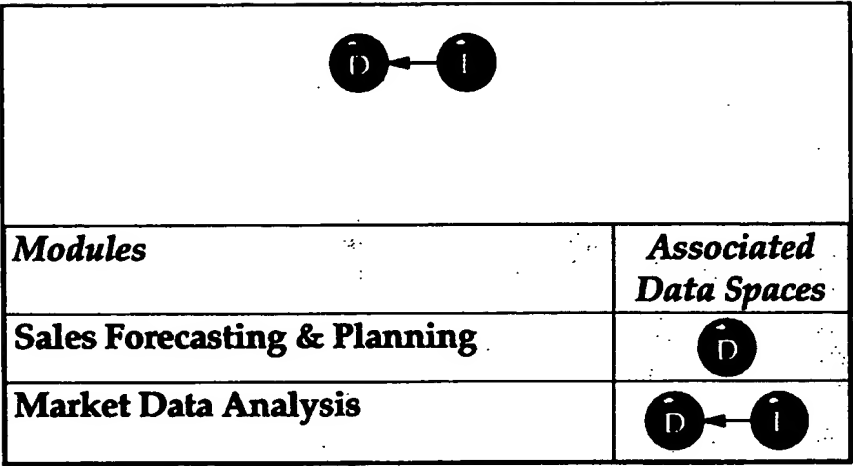 D I
Modules Associated
Data Spaces
Sales Forecasting & Planning D
Market Data Analysis D I